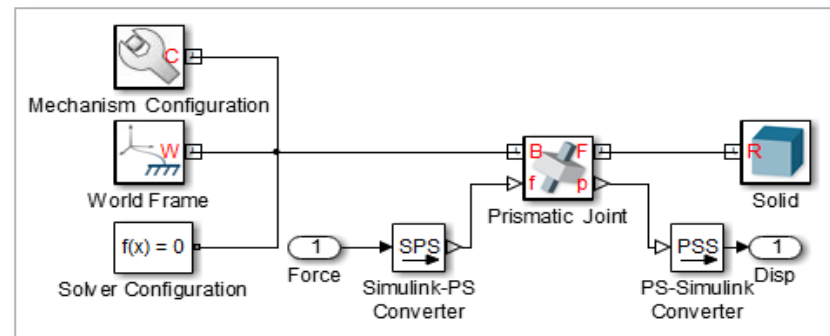 C
Mechanism Configuration
W
World Frame
f(x) = 0
Solver Configuration
1
Force
SPS
Simulink-PS
Converter
B
F
f
p
Prismatic Joint
R
Solid
PSS
PS-Simulink
Converter
1
Disp